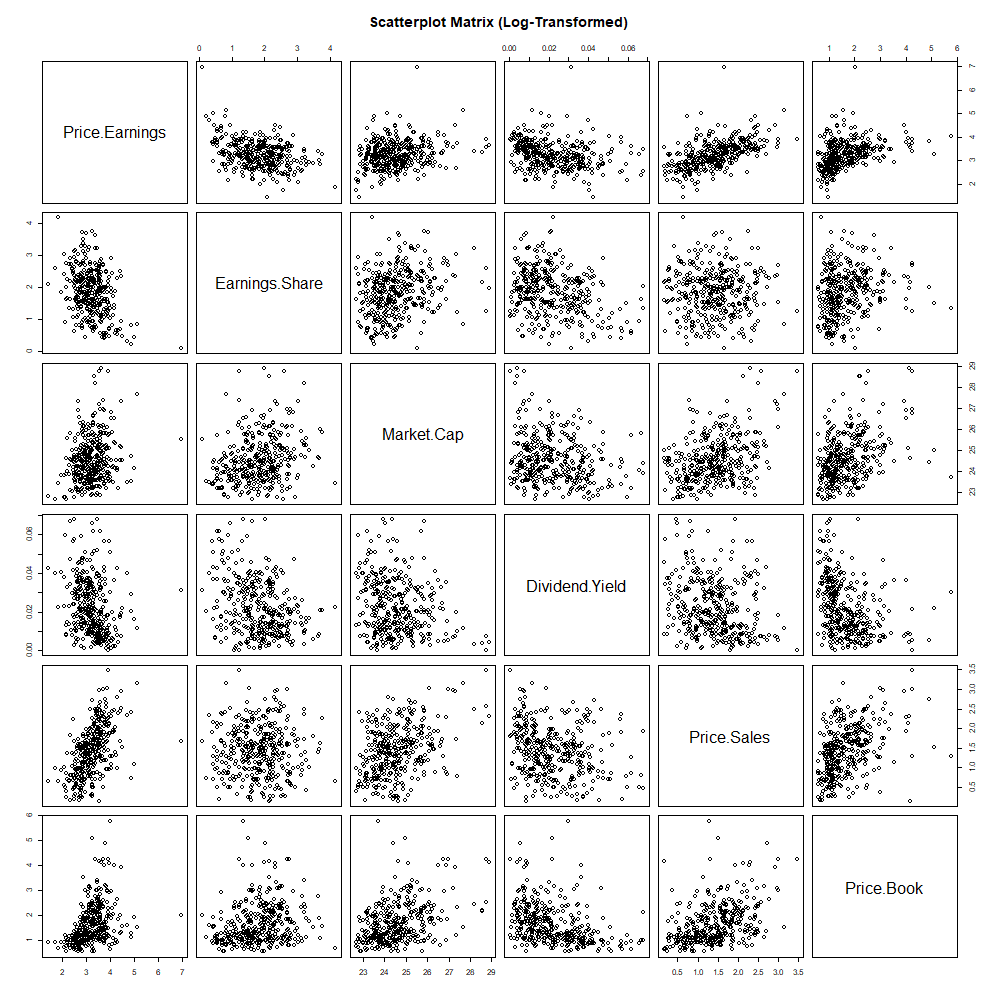 Scatterplot Matrix (Log-Transformed)
0 1 2 3 4 0.00 0.02 0.04 0.06 1 2 3 4 5 6
Price.Earnings
2 3 4 5 6 7
0 1 2 3 4
Earnings.Share
Market.Cap
23 24 25 26 27 28 29
0.00 0.02 0.04 0.06
Dividend.Yield
Price.Sales
0.5 1.0 1.5 2.0 2.5 3.0 3.5
1 2 3 4 5 6
Price.Book
2 3 4 5 6 7 23 24 25 26 27 28 29 0.5 1.0 1.5 2.0 2.5 3.0 3.5